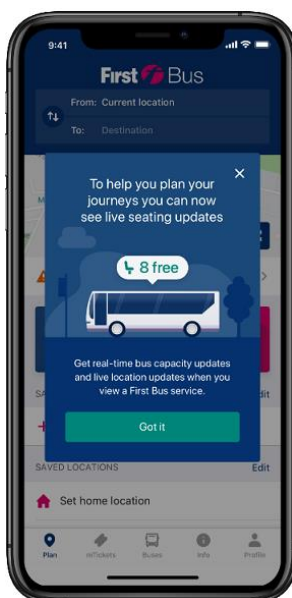 9:41
First Bus
From: Current location
To: Destination
M
To help you plan your
journeys you can now
see live seating updates
8 free
Get real-time bus capacity updates
and live location updates when you
view a First Bus service.
Got it
SA
dit
SAVED LOCATIONS Edit
Set home location
Plan mTickets Buses Info Profile